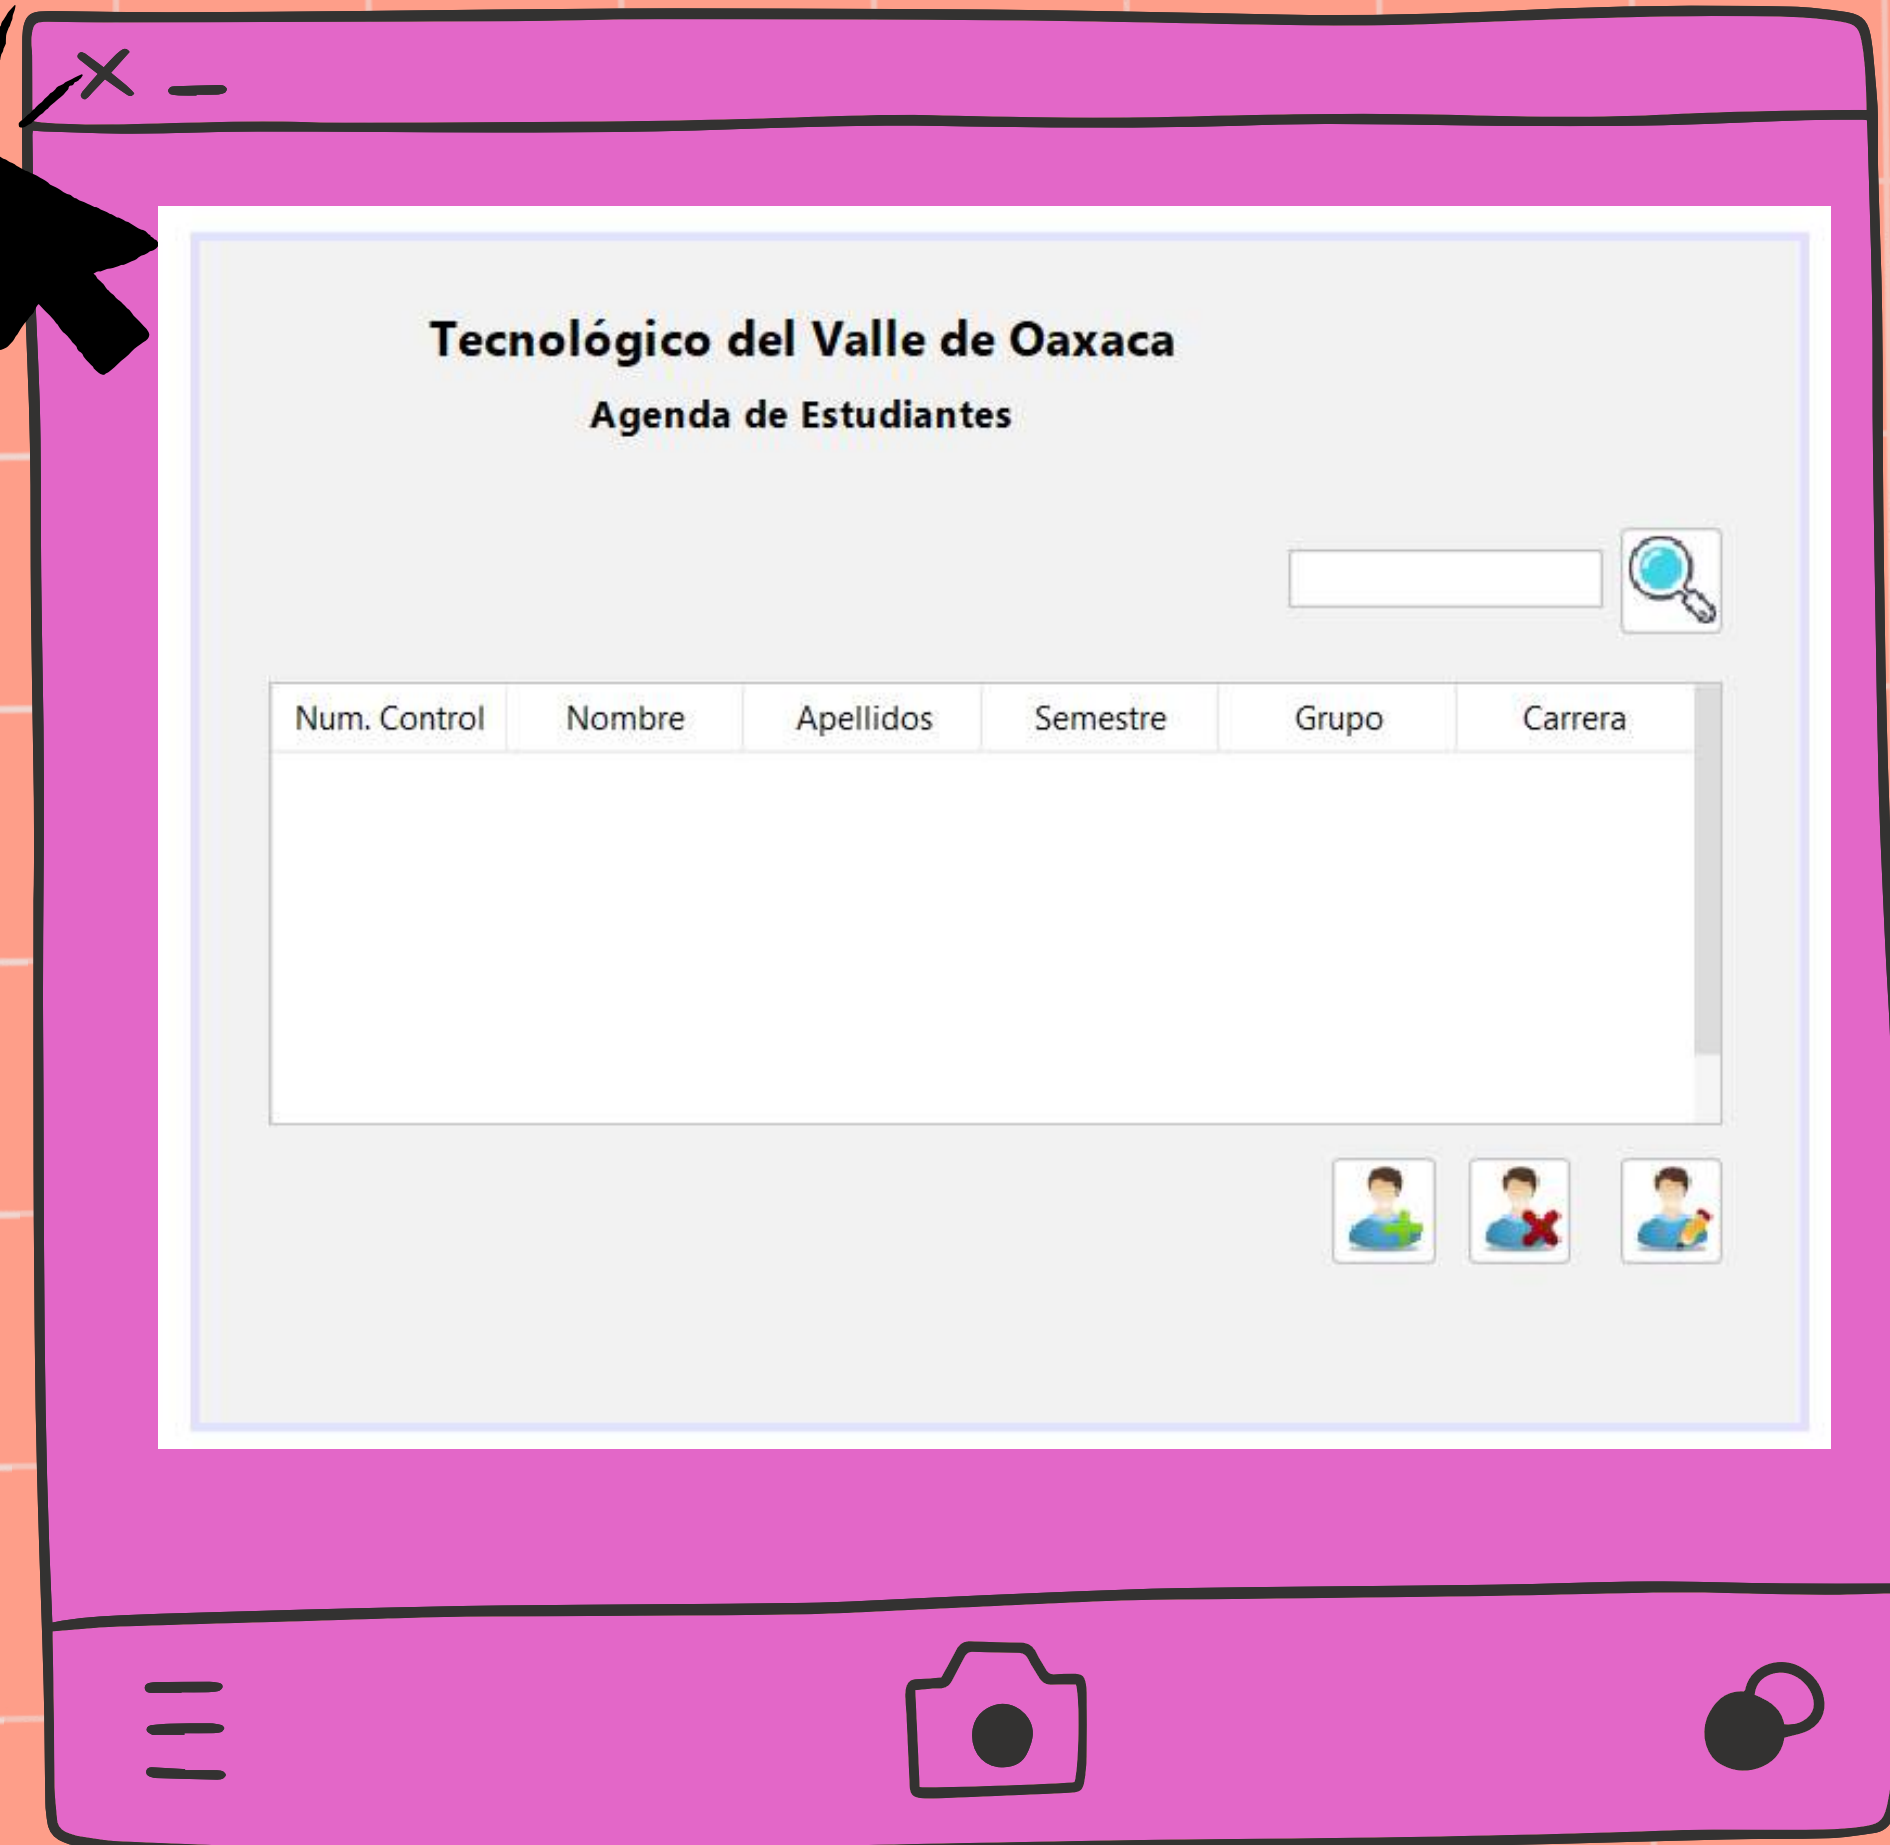 Tecnológico del Valle de Oaxaca
Agenda de Estudiantes
Num. Control Nombre Apellidos Semestre Grupo Carrera